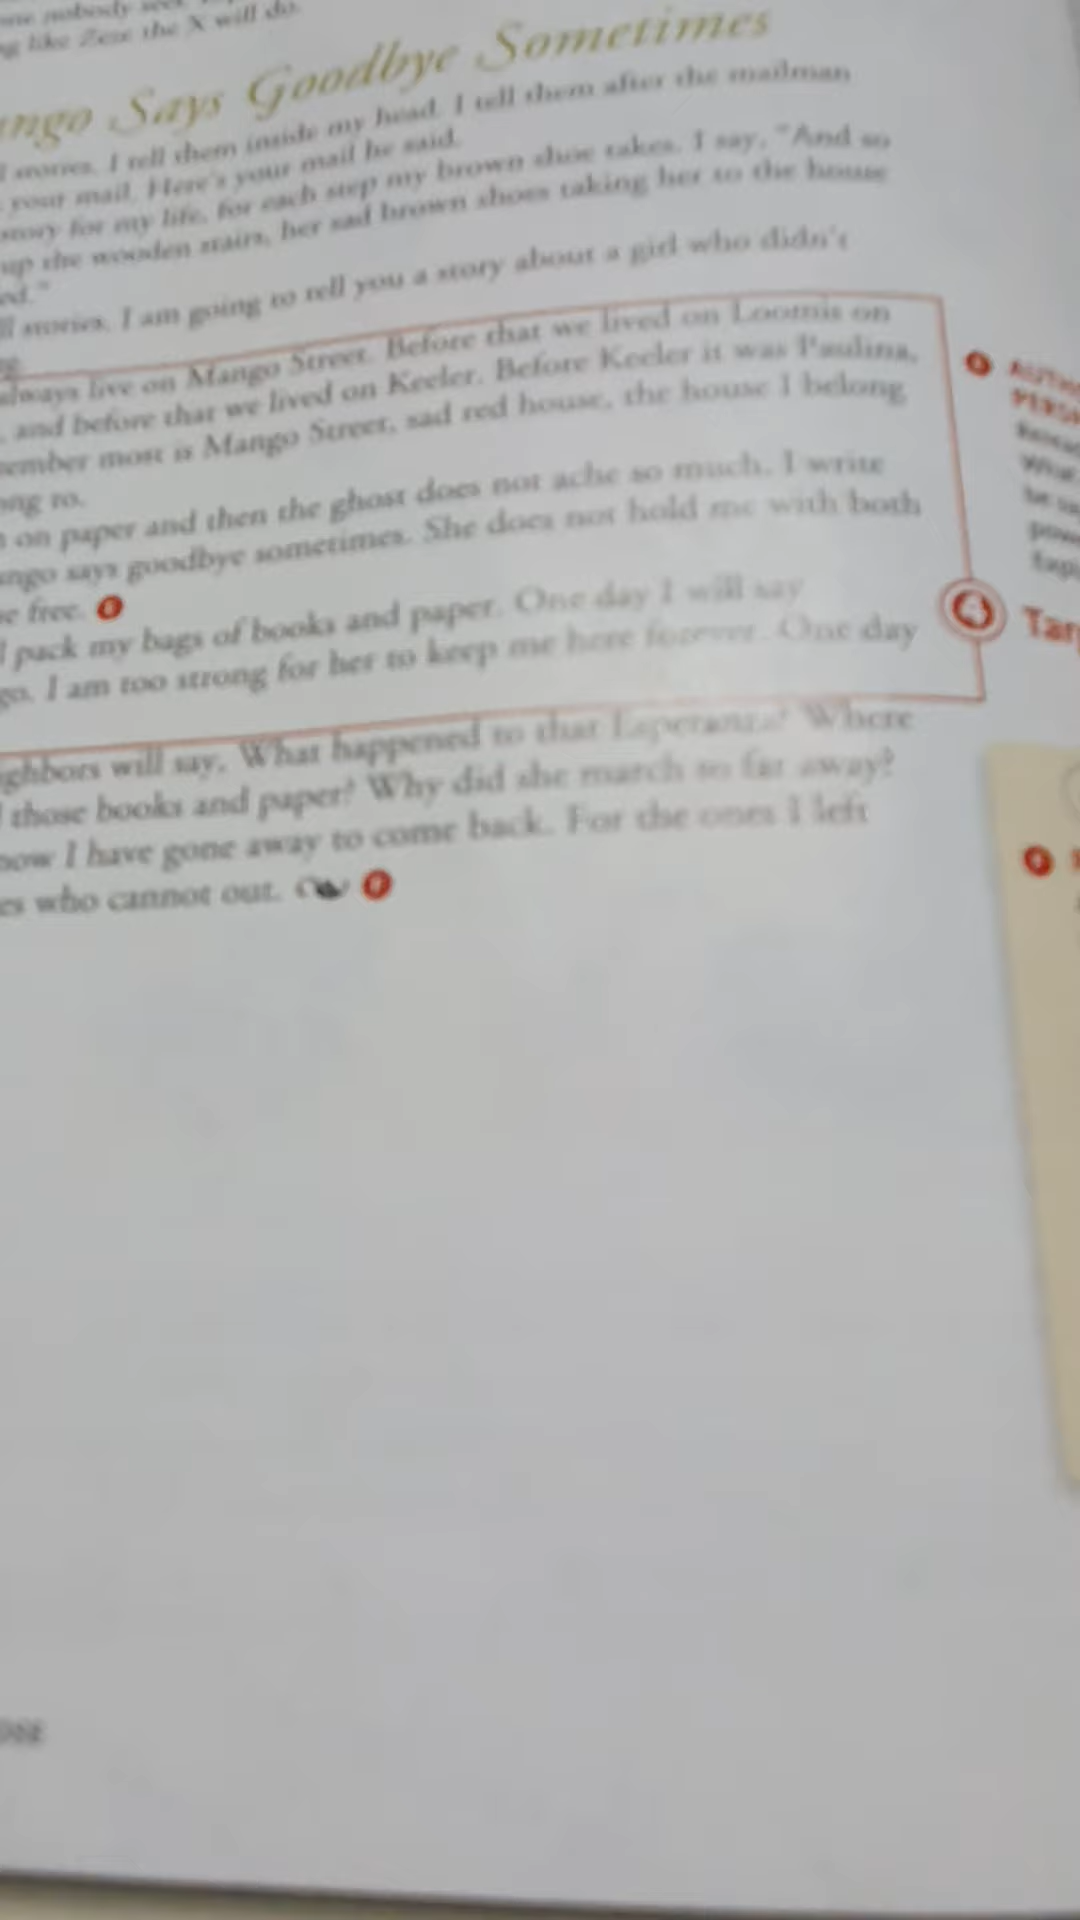 nobody
like Zeze the X will do.
ngo Says Goodbye Sometimes
stories. I tell them inside my head. I tell them after the mailman
your mail. Here's your mail he said.
story for my life, for each step my brown shoe takes. I say, "And so
up the wooden stairs, her sad brown shoes taking her to the house
ed."
ll stories. I am going to tell you a story about a girl who didn't
always live on Mango Street. Before that we lived on Loomis on
, and before that we lived on Keeler. Before Keeler it was Paulina,
ember most is Mango Street, sad red house, the house I belong
ong to.
on paper and then the ghost does not ache so much. I write
ango says goodbye sometimes. She does not hold me with both
e free.
I pack my bags of books and paper. One day I will say
go. I am too strong for her to keep me here forever. One day
ighbors will say, What happened to that Esperanza? Where
those books and paper? Why did she march so far away?
now I have gone away to come back. For the ones I left
es who cannot out.
AUTH
PERS
What
4 Tar